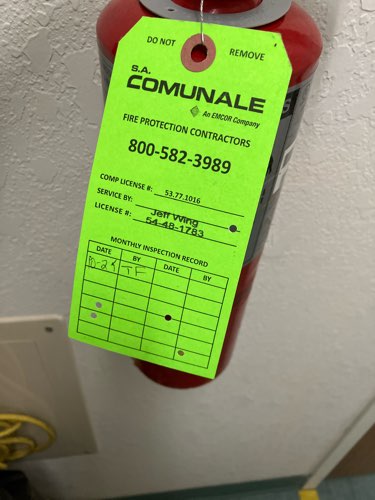 DO NOT REMOVE
S.A.
COMUNALE
An EMCOR Company
FIRE PROTECTION CONTRACTORS
800-582-3989
COMP LICENSE #: 53.77.1016
SERVICE BY: Jeff Wing
LICENSE #: 54-48-1783
MONTHLY INSPECTION RECORD
DATE BY DATE BY
TF